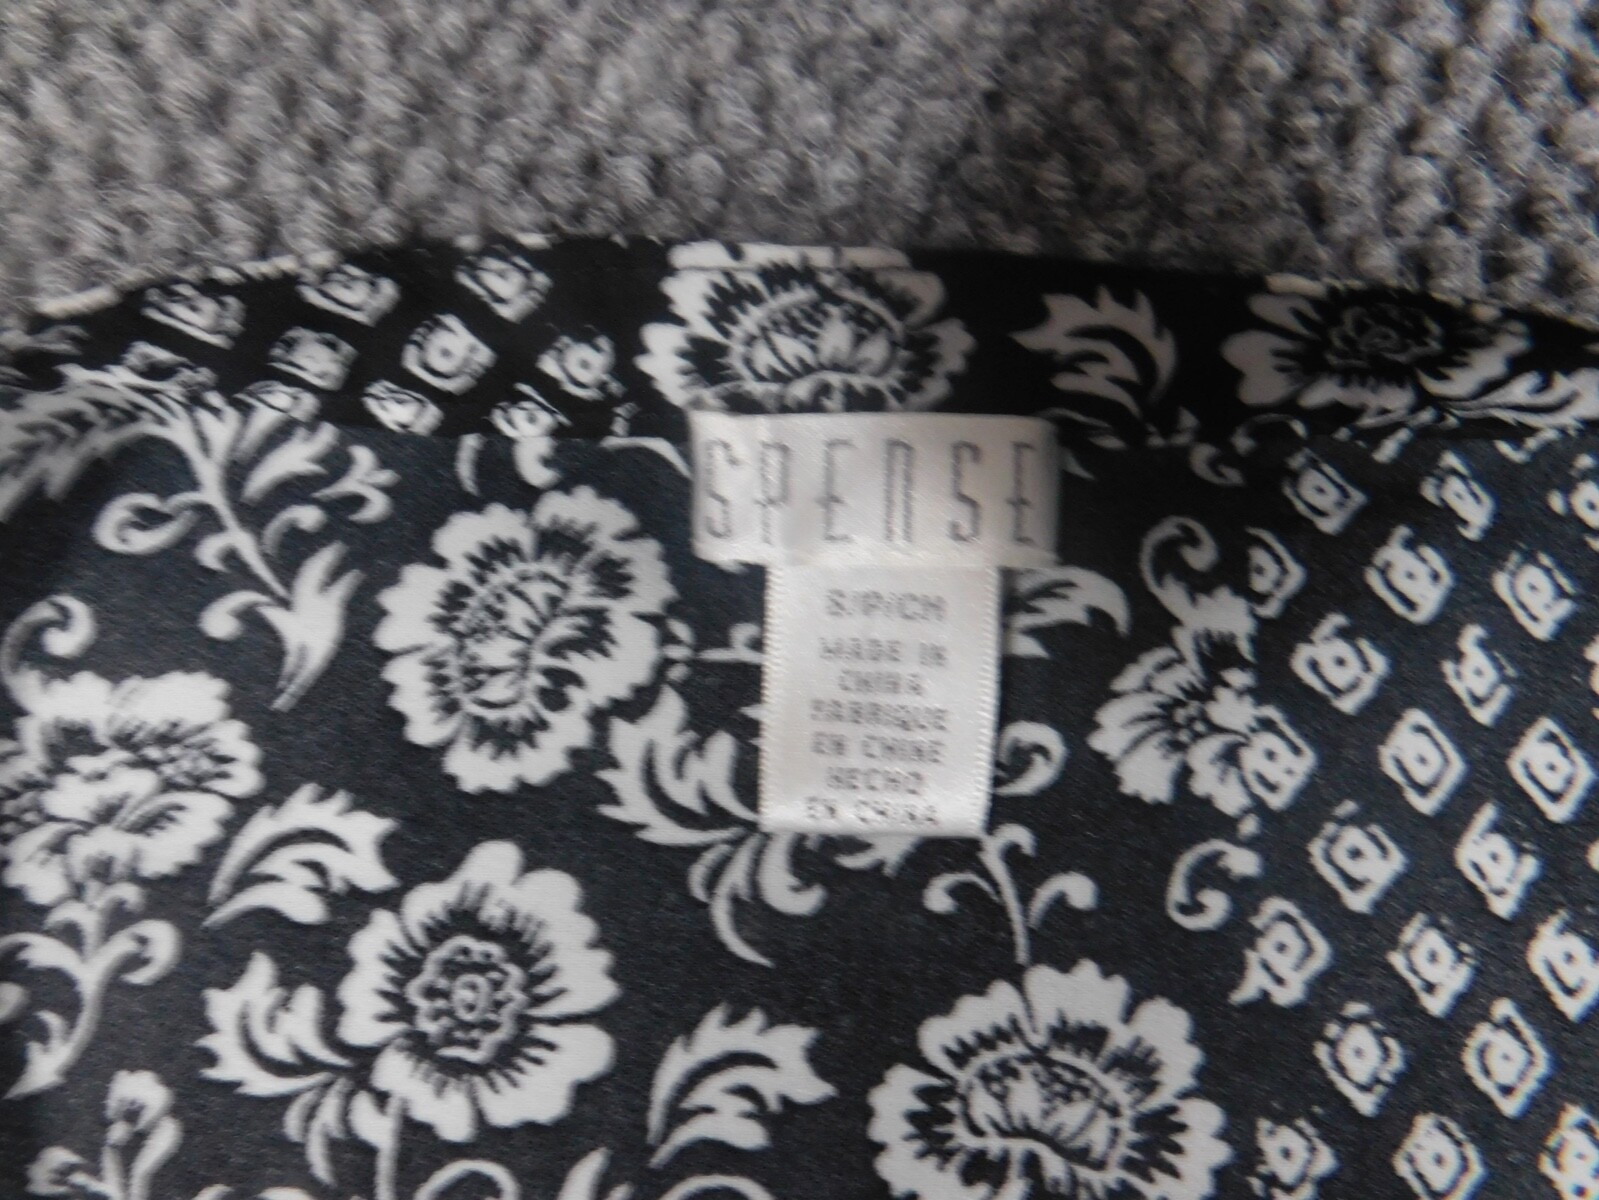 SPENSE
S/P/CH
MADE IN
CHINA
FABRIQUE
EN CHINE
HECHO
EN CHINA